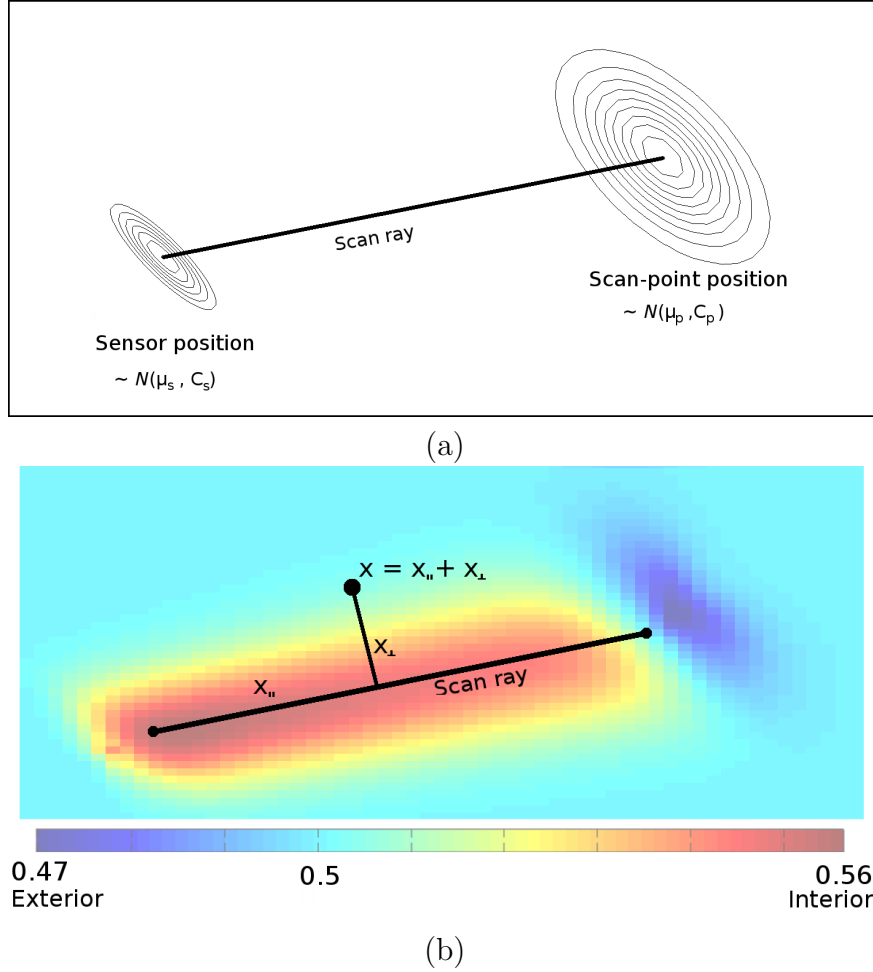 Scan ray
Scan-point position
~ N(μp ,Cp )
Sensor position
~ N(μs , Cs)
(a)
x = x॥ + x⊥
x⊥
x॥
Scan ray
0.47 0.5 0.56
Exterior Interior
(b)